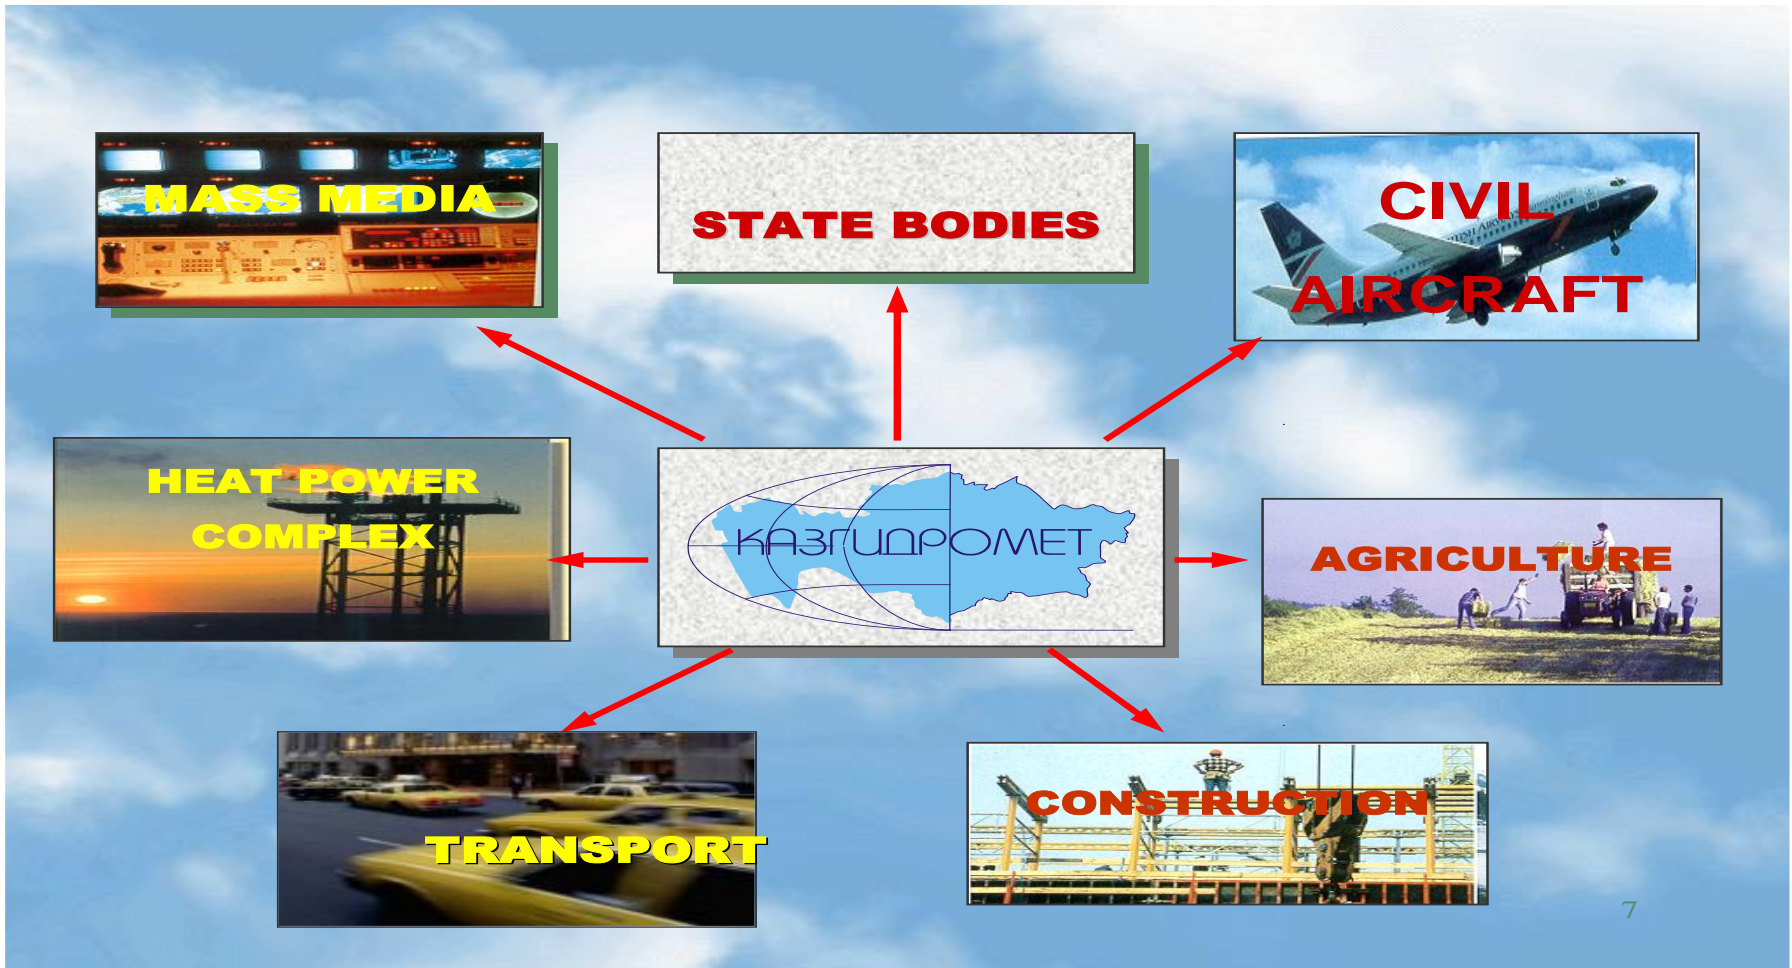 MASS MEDIA
STATE BODIES
CIVIL
AIRCRAFT
HEAT POWER
COMPLEX
КАЗГИДРОМЕТ
AGRICULTURE
TRANSPORT
CONSTRUCTION
7